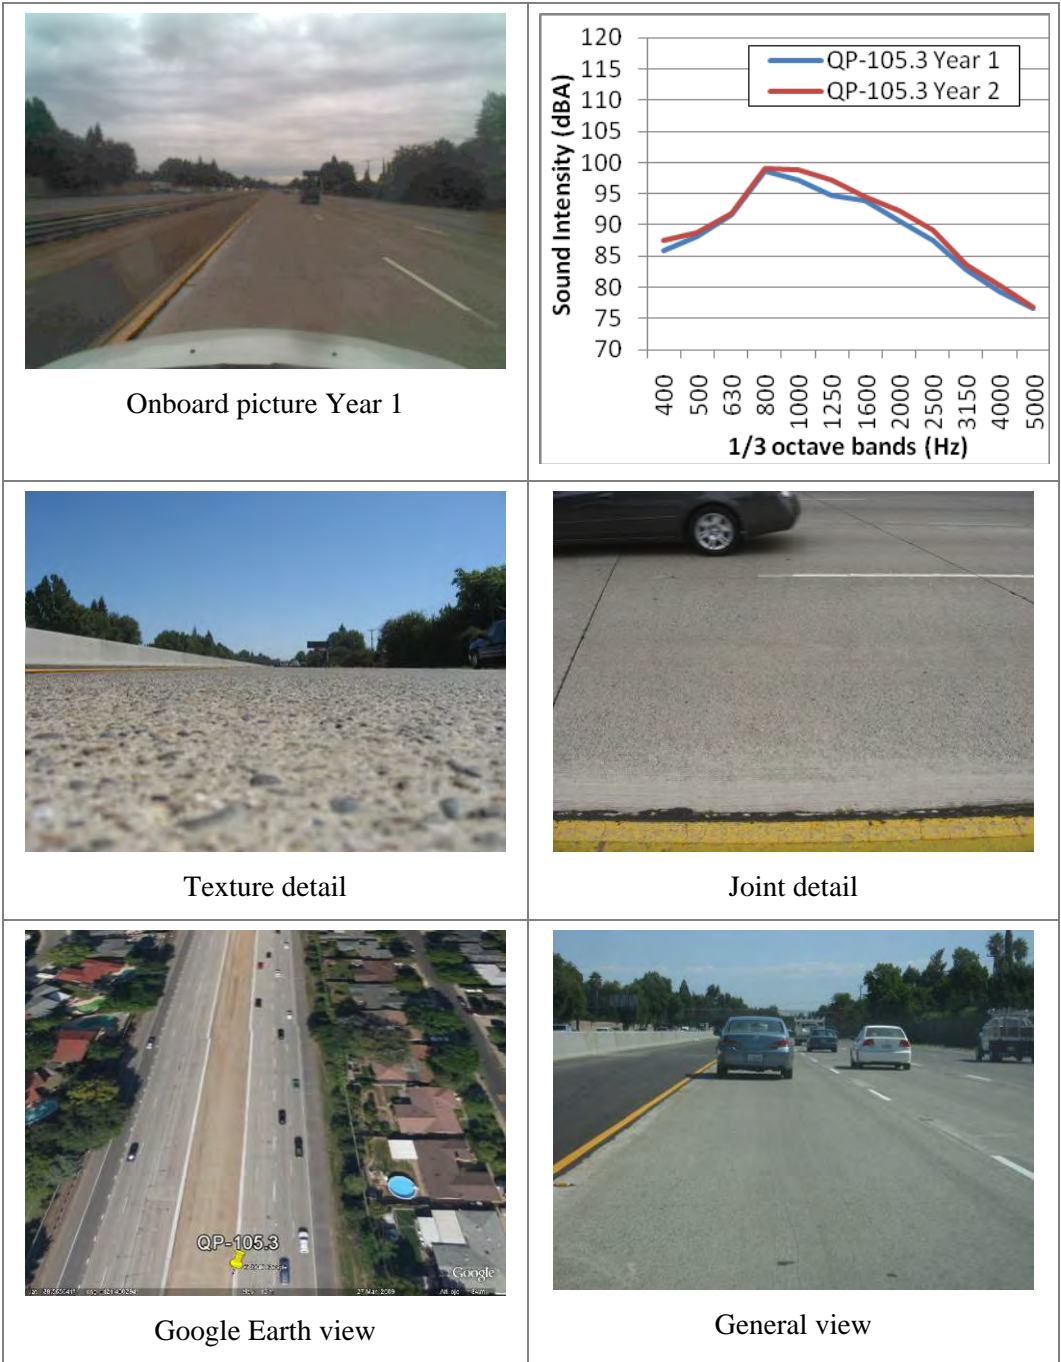 Onboard picture Year 1
Sound Intensity (dBA)
120
115
110
105
100
95
90
85
80
75
70
QP-105.3 Year 1
QP-105.3 Year 2
400
500
630
800
1000
1250
1600
2000
2500
3150
4000
5000
1/3 octave bands (Hz)
Texture detail
Joint detail
QP-105.3
Google
27 Mar, 2009
Google Earth view
General view